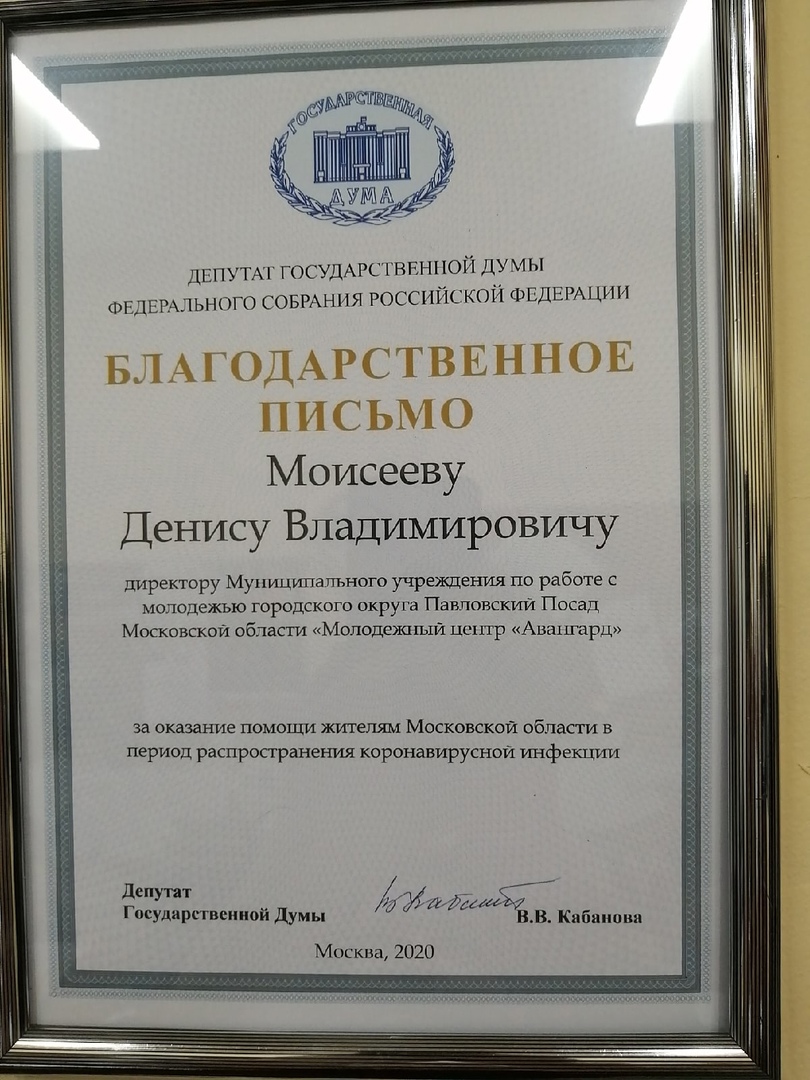 ГОСУДАРСТВЕННАЯ
ДУМА
ДЕПУТАТ ГОСУДАРСТВЕННОЙ ДУМЫ
ФЕДЕРАЛЬНОГО СОБРАНИЯ РОССИЙСКОЙ ФЕДЕРАЦИИ
БЛАГОДАРСТВЕННОЕ
ПИСЬМО
Моисееву
Денису Владимировичу
директору Муниципального учреждения по работе с
молодежью городского округа Павловский Посад
Московской области «Молодежный центр «Авангард»
за оказание помощи жителям Московской области в
период распространения коронавирусной инфекции
Депутат
Государственной Думы
В.В. Кабанова
Москва, 2020